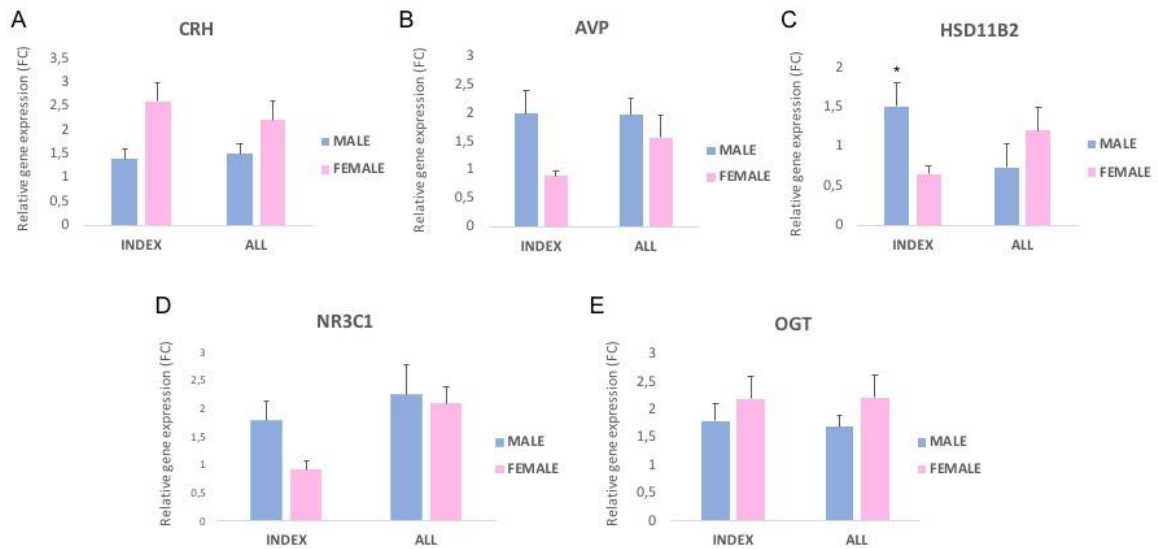 A
CRH
Relative gene expression (FC)
3,5
3
2,5
2
1,5
1
0,5
0
INDEX
ALL
MALE
FEMALE
B
AVP
Relative gene expression (FC)
3
2,5
2
1,5
1
0,5
0
INDEX
ALL
MALE
FEMALE
C
HSD11B2
Relative gene expression (FC)
2
1,5
1
0,5
0
*
INDEX
ALL
MALE
FEMALE
D
NR3C1
Relative gene expression (FC)
3
2,5
2
1,5
1
0,5
0
INDEX
ALL
MALE
FEMALE
E
OGT
Relative gene expression (FC)
3
2,5
2
1,5
1
0,5
0
INDEX
ALL
MALE
FEMALE